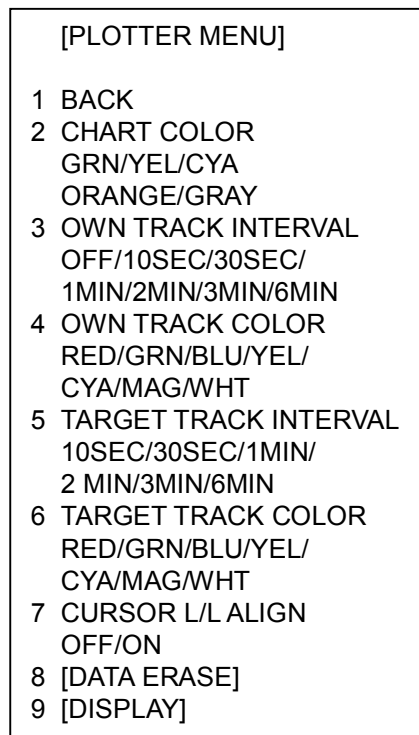 [PLOTTER MENU]
1 BACK
2 CHART COLOR
GRN/YEL/CYA
ORANGE/GRAY
3 OWN TRACK INTERVAL
OFF/10SEC/30SEC/
1MIN/2MIN/3MIN/6MIN
4 OWN TRACK COLOR
RED/GRN/BLU/YEL/
CYA/MAG/WHT
5 TARGET TRACK INTERVAL
10SEC/30SEC/1MIN/
2 MIN/3MIN/6MIN
6 TARGET TRACK COLOR
RED/GRN/BLU/YEL/
CYA/MAG/WHT
7 CURSOR L/L ALIGN
OFF/ON
8 [DATA ERASE]
9 [DISPLAY]